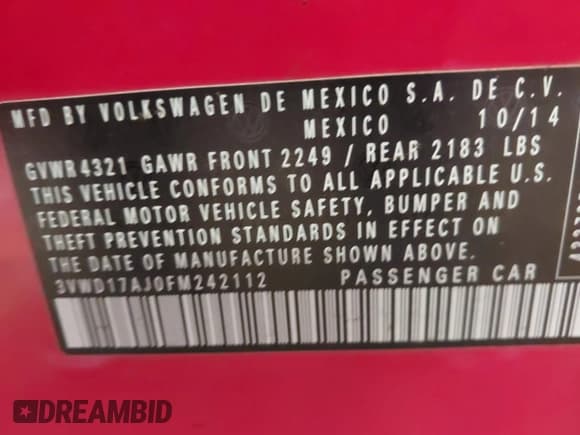 MFD BY VOLKSWAGEN DE MEXICO S.A. DE C.V.
MEXICO 10/14
GVWR 4321 GAWR FRONT 2249 / REAR 2183 LBS
THIS VEHICLE CONFORMS TO ALL APPLICABLE U.S.
FEDERAL MOTOR VEHICLE SAFETY, BUMPER AND
THEFT PREVENTION STANDARDS IN EFFECT ON
THE DATE OF MANUFACTURE SHOWN ABOVE.
3VWD17AJ0FM242112 PASSENGER CAR
DREAMBID